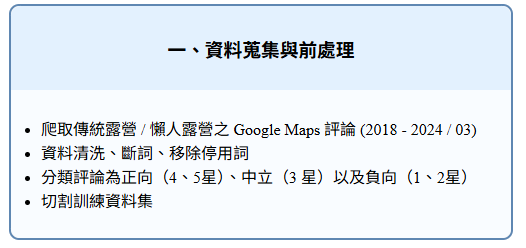 一、資料蒐集與前處理
• 爬取傳統露營 / 懶人露營之 Google Maps 評論 (2018 - 2024 / 03)
• 資料清洗、斷詞、移除停用詞
• 分類評論為正向（4、5星）、中立（3 星）以及負向（1、2星）
• 切割訓練資料集